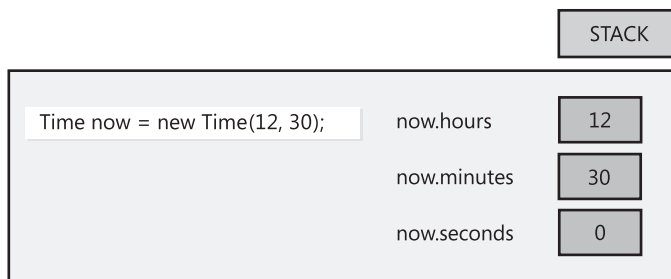 STACK
Time now = new Time(12, 30);
now.hours 12
now.minutes 30
now.seconds 0